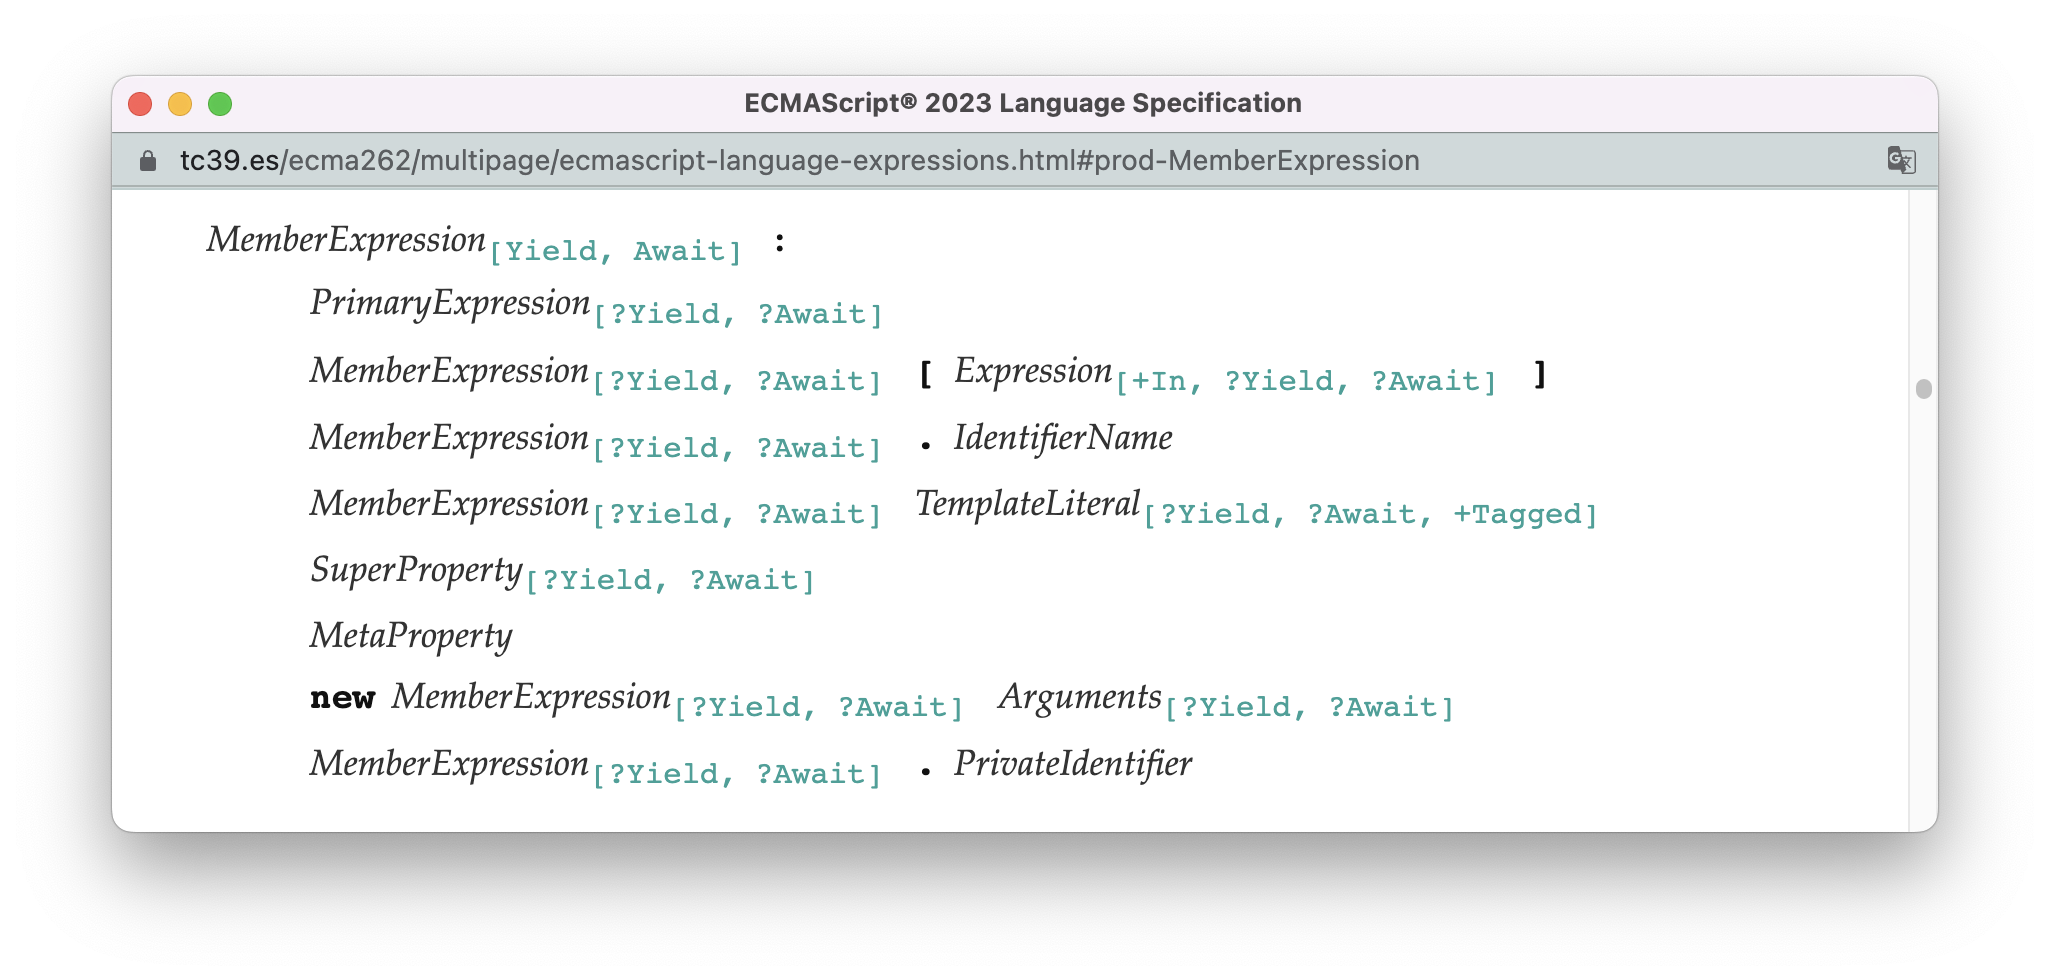 ECMAScript® 2023 Language Specification
tc39.es/ecma262/multipage/ecmascript-language-expressions.html#prod-MemberExpression
MemberExpression[Yield, Await] :
PrimaryExpression[?Yield, ?Await]
MemberExpression[?Yield, ?Await] [ Expression[+In, ?Yield, ?Await] ]
MemberExpression[?Yield, ?Await] . IdentifierName
MemberExpression[?Yield, ?Await] TemplateLiteral[?Yield, ?Await, +Tagged]
SuperProperty[?Yield, ?Await]
MetaProperty
new MemberExpression[?Yield, ?Await] Arguments[?Yield, ?Await]
MemberExpression[?Yield, ?Await] . PrivateIdentifier